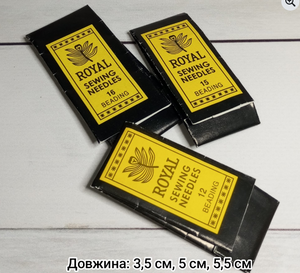 ROYAL
SEWING
NEEDLES
16
BEADING
ROYAL
SEWING
NEEDLES
15
BEADING
ROYAL
SEWING
NEEDLES
12
BEADING
Довжина: 3,5 см, 5 см, 5,5 см